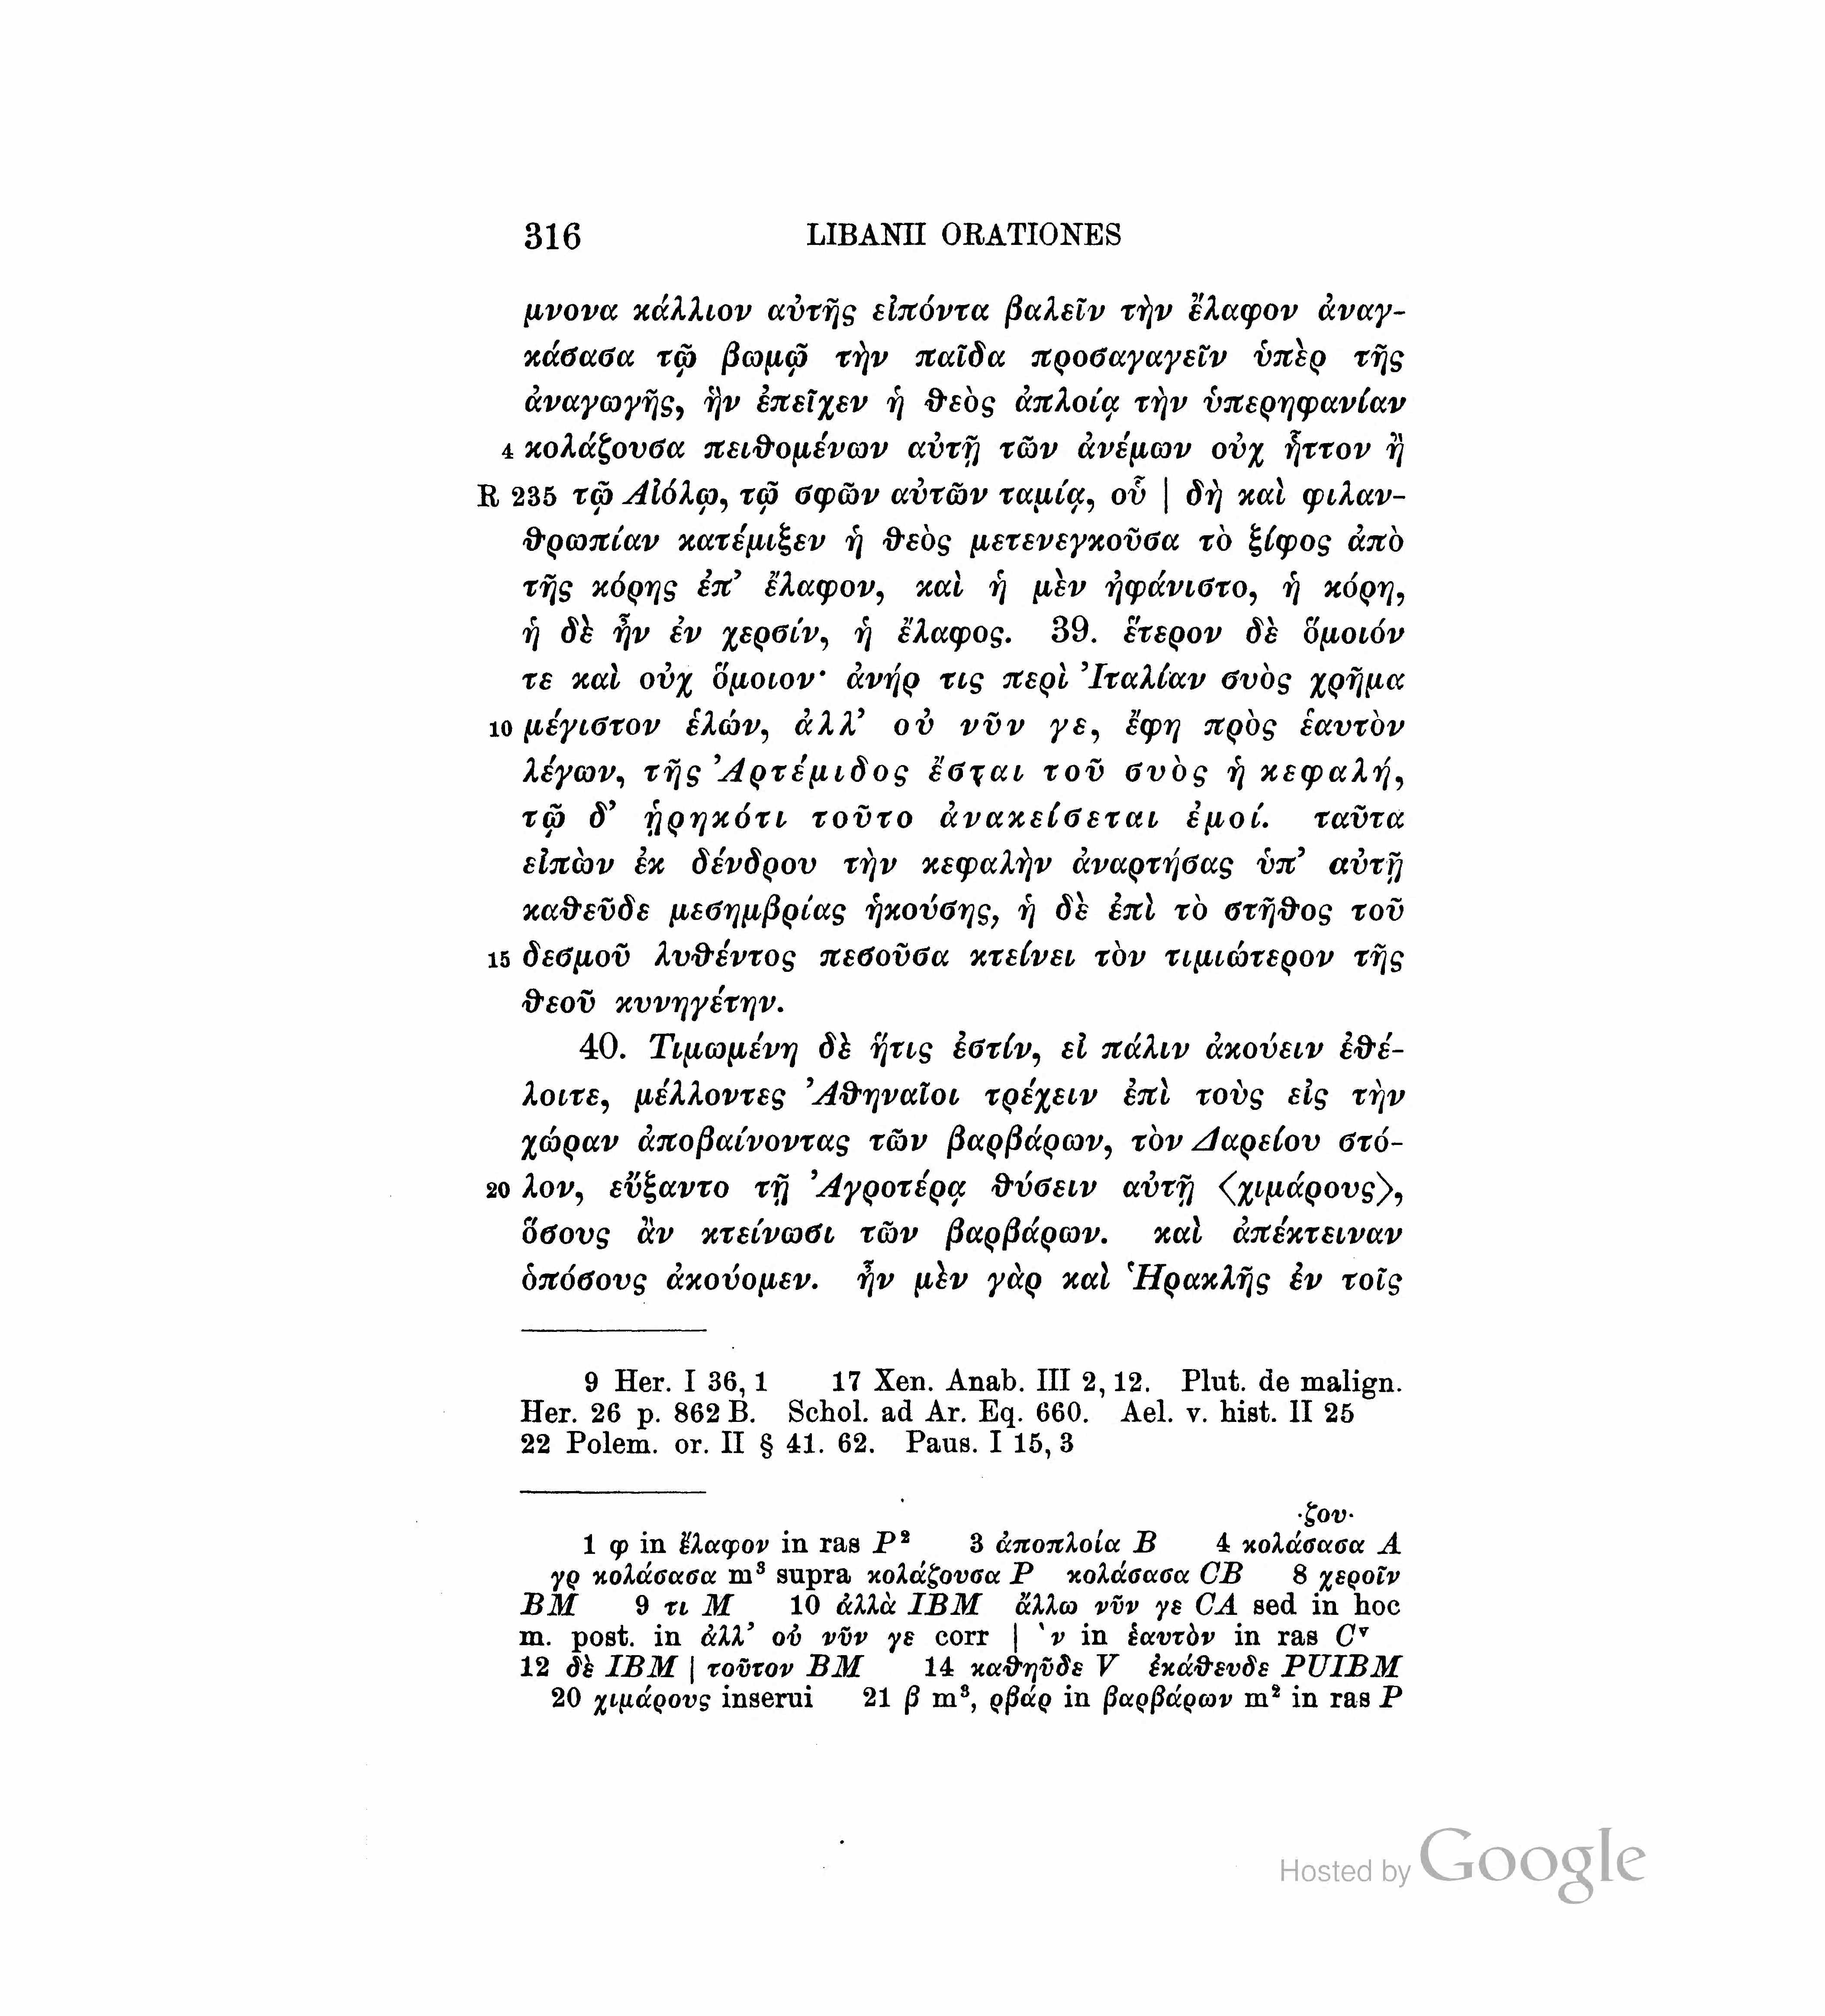 316 LIBANII ORATIONES
μνονα κάλλιον αὐτῆς εἰπόντα βαλεῖν τὴν ἔλαφον ἀναγ-
κάσασα τῷ βωμῷ τὴν παῖδα προσαγαγεῖν ὑπὲρ τῆς
ἀναγωγῆς, ἣν ἐπεῖχεν ἡ θεὸς ἀπλοίᾳ τὴν ὑπερηφανίαν
4 κολάζουσα πειθομένων αὐτῇ τῶν ἀνέμων οὐχ ἧττον ἢ
R 235 τῷ Αἰόλῳ, τῷ σφῶν αὐτῶν ταμίᾳ, οὗ | δὴ καὶ φιλαν-
θρωπίαν κατέμιξεν ἡ θεὸς μετενεγκοῦσα τὸ ξίφος ἀπὸ
τῆς κόρης ἐπ’ ἔλαφον, καὶ ἡ μὲν ἠφάνιστο, ἡ κόρη,
ἡ δὲ ἦν ἐν χερσίν, ἡ ἔλαφος. 39. ἕτερον δὲ ὅμοιόν
τε καὶ οὐχ ὅμοιον· ἀνήρ τις περὶ Ἰταλίαν συὸς χρῆμα
10 μέγιστον ἑλών, ἀλλ’ οὐ νῦν γε, ἔφη πρὸς ἑαυτὸν
λέγων, τῆς Ἀρτέμιδος ἔσται τοῦ συὸς ἡ κεφαλή,
τῷ δ’ ᾑρηκότι τοῦτο ἀνακείσεται ἐμοί. ταῦτα
εἰπὼν ἐκ δένδρου τὴν κεφαλὴν ἀναρτήσας ὑπ’ αὐτῇ
καθεῦδε μεσημβρίας ἡκούσης, ἡ δὲ ἐπὶ τὸ στῆθος τοῦ
15 δεσμοῦ λυθέντος πεσοῦσα κτείνει τὸν τιμιώτερον τῆς
θεοῦ κυνηγέτην.
40. Τιμωμένη δὲ ἥτις ἐστίν, εἰ πάλιν ἀκούειν ἐθέ-
λοιτε, μέλλοντες Ἀθηναῖοι τρέχειν ἐπὶ τοὺς εἰς τὴν
χώραν ἀποβαίνοντας τῶν βαρβάρων, τὸν Δαρείου στό-
20 λον, εὔξαντο τῇ Ἀγροτέρᾳ θύσειν αὐτῇ ⟨χιμάρους⟩,
ὅσους ἂν κτείνωσι τῶν βαρβάρων. καὶ ἀπέκτειναν
ὁπόσους ἀκούομεν. ἦν μὲν γὰρ καὶ Ἡρακλῆς ἐν τοῖς
9 Her. I 36, 1 17 Xen. Anab. III 2, 12. Plut. de malign.
Her. 26 p. 862 B. Schol. ad Ar. Eq. 660. Ael. v. hist. II 25
22 Polem. or. II § 41. 62. Paus. I 15, 3
·ζου·
1 φ in ἔλαφον in ras P² 3 ἀποπλοία B 4 κολάσασα A
γρ κολάσασα m³ supra κολάζουσα P κολάσασα CB 8 χεροῖν
BM 9 τι M 10 ἀλλὰ IBM ἄλλω νῦν γε CA sed in hoc
m. post. in ἀλλ’ οὐ νῦν γε corr | ‵ν in ἑαυτὸν in ras Cᵛ
12 δὲ IBM | τοῦτον BM 14 καθηῦδε V ἐκάθευδε PUIBM
20 χιμάρους inserui 21 β m³, ρβάρ in βαρβάρων m² in ras P
Hosted by Google